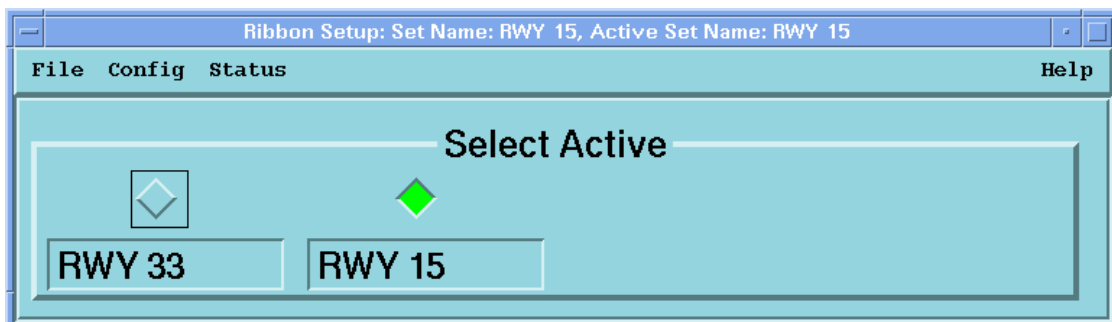 Ribbon Setup: Set Name: RWY 15, Active Set Name: RWY 15
File Config Status Help
Select Active
RWY 33 RWY 15